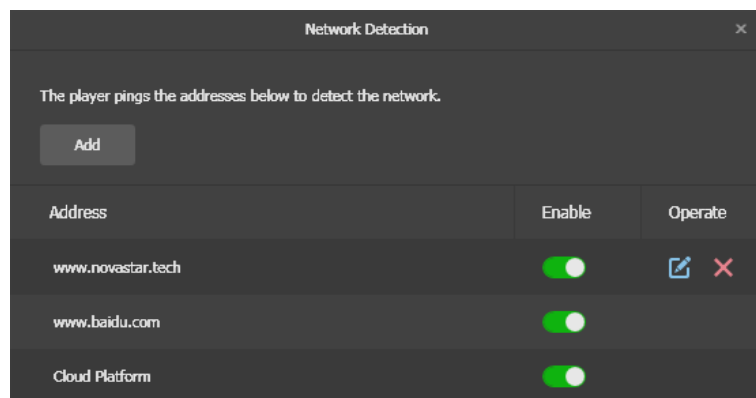 Network Detection
The player pings the addresses below to detect the network.
Add
Address Enable Operate
www.novastar.tech
www.baidu.com
Cloud Platform